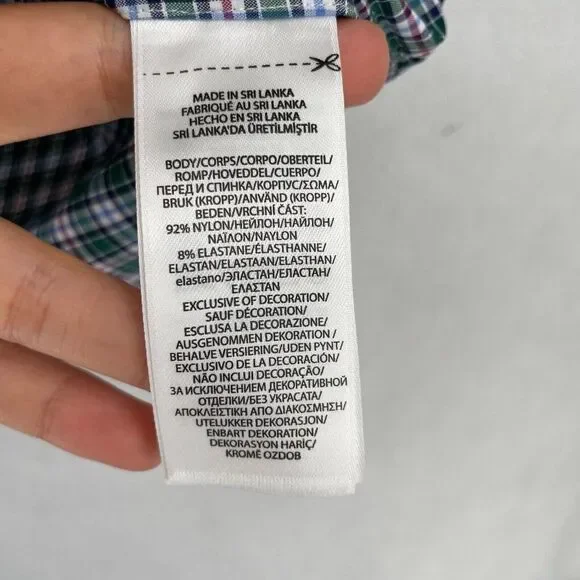 MADE IN SRI LANKA
FABRIQUÉ AU SRI LANKA
HECHO EN SRI LANKA
SRİ LANKA'DA ÜRETİLMİŞTİR
BODY/CORPS/CORPO/OBERTEIL/
ROMP/HOVEDDEL/CUERPO/
ПЕРЕД И СПИНКА/КОРПУС/ΣΩΜΑ/
BRUK (KROPP)/ANVÄND (KROPP)/
BEDEN/VRCHNÍ ČÁST:
92% NYLON/НЕЙЛОН/НАЙЛОН/
ΝΑΪΛΟΝ/NAYLON
8% ELASTANE/ÉLASTHANNE/
ELASTAN/ELASTAAN/ELASTHAN/
elastano/ЭЛАСТАН/ЕЛАСТАН/
ΕΛΑΣΤΑΝ
EXCLUSIVE OF DECORATION/
SAUF DÉCORATION/
ESCLUSA LA DECORAZIONE/
AUSGENOMMEN DEKORATION /
BEHALVE VERSIERING/UDEN PYNT/
EXCLUSIVO DE LA DECORACIÓN/
NÃO INCLUI DECORAÇÃO/
ЗА ИСКЛЮЧЕНИЕМ ДЕКОРАТИВНОЙ
ОТДЕЛКИ/БЕЗ УКРАСАТА/
ΑΠΟΚΛΕΙΣΤΙΚΗ ΑΠΟ ΔΙΑΚΟΣΜΗΣΗ/
UTELUKKER DEKORASJON/
ENBART DEKORATION/
DEKORASYON HARİÇ/
KROMĚ OZDOB